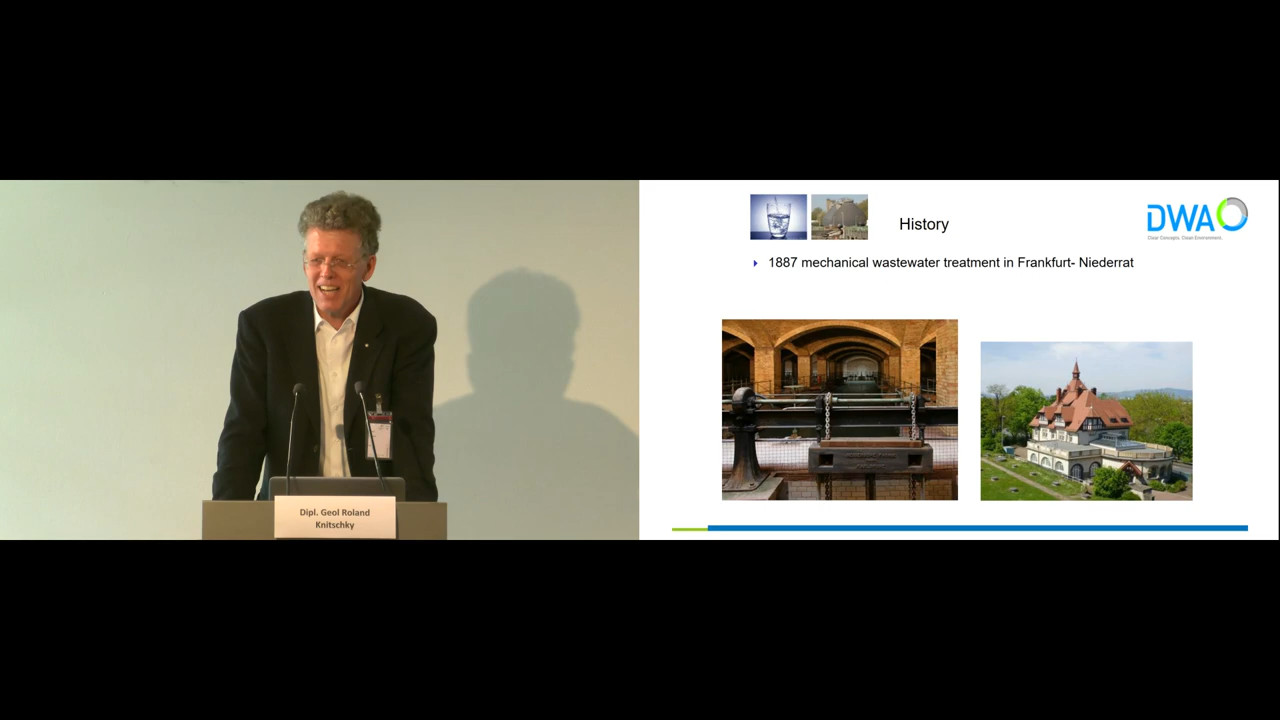 Dipl. Geol Roland
Knitschky
History
DWA
Clean Concepts. Clean Environment.
1887 mechanical wastewater treatment in Frankfurt- Niederrat